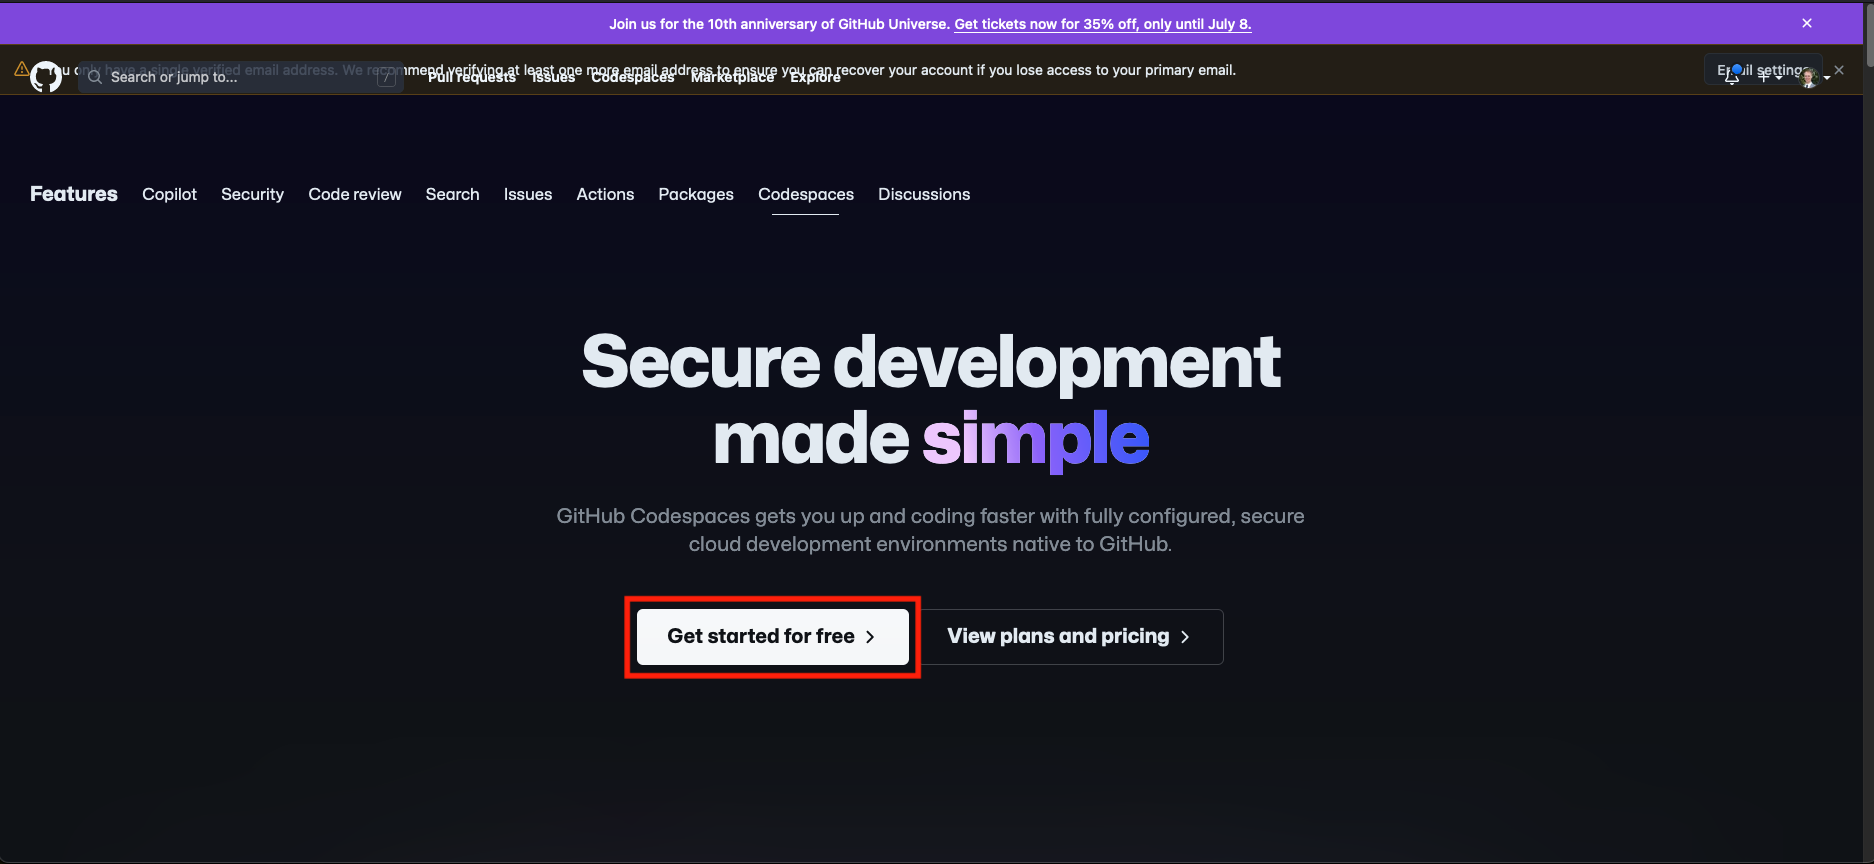 Join us for the 10th anniversary of GitHub Universe. Get tickets now for 35% off, only until July 8.
You only have a single verified email address. We recommend verifying at least one more email address to ensure you can recover your account if you lose access to your primary email.
Search or jump to... /
Pull requests Issues Codespaces Marketplace Explore
Email settings
Features Copilot Security Code review Search Issues Actions Packages Codespaces Discussions
Secure development
made simple
GitHub Codespaces gets you up and coding faster with fully configured, secure
cloud development environments native to GitHub.
Get started for free
View plans and pricing